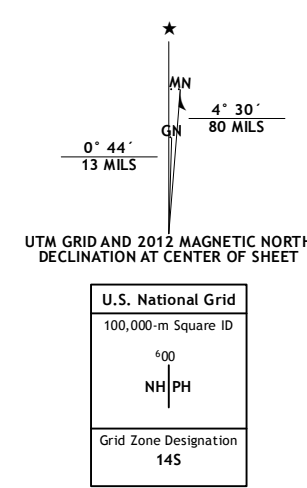 ★
MN
4° 30´
80 MILS
GN
0° 44´
13 MILS
UTM GRID AND 2012 MAGNETIC NORTH
DECLINATION AT CENTER OF SHEET
U.S. National Grid
100,000-m Square ID
⁶00
NH PH
Grid Zone Designation
14S